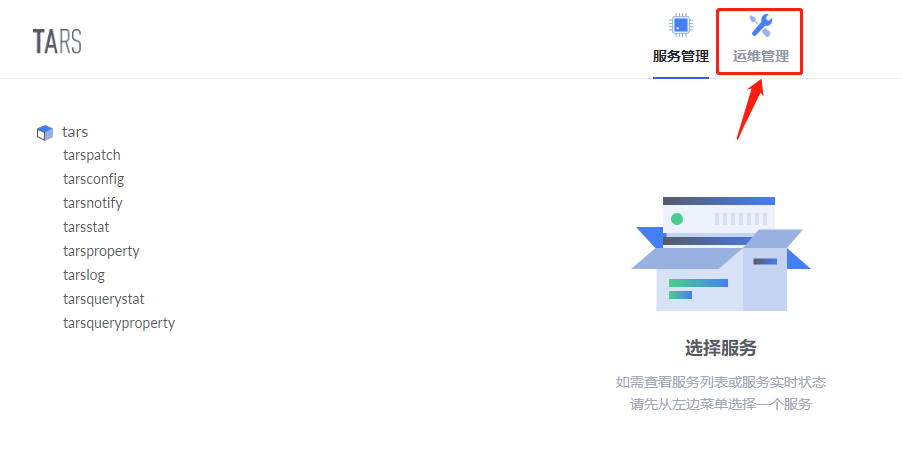 TARS
服务管理
运维管理
tars
tarspatch
tarsconfig
tarsnotify
tarsstat
tarsproperty
tarslog
tarsquerystat
tarsqueryproperty
选择服务
如需查看服务列表或服务实时状态
请先从左边菜单选择一个服务